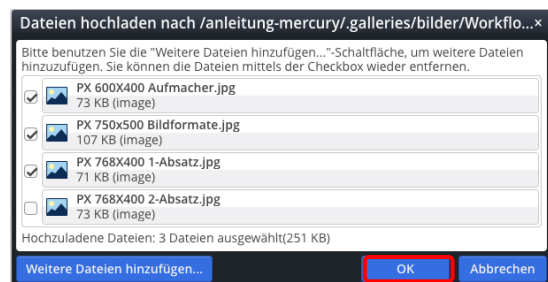 Dateien hochladen nach /anleitung-mercury/.galleries/bilder/Workflo...×
Bitte benutzen Sie die "Weitere Dateien hinzufügen..."-Schaltfläche, um weitere Dateien
hinzuzufügen. Sie können die Dateien mittels der Checkbox wieder entfernen.
PX 600X400 Aufmacher.jpg
73 KB (image)
PX 750x500 Bildformate.jpg
107 KB (image)
PX 768X400 1-Absatz.jpg
71 KB (image)
PX 768X400 2-Absatz.jpg
73 KB (image)
Hochzuladene Dateien: 3 Dateien ausgewählt(251 KB)
Weitere Dateien hinzufügen... OK Abbrechen